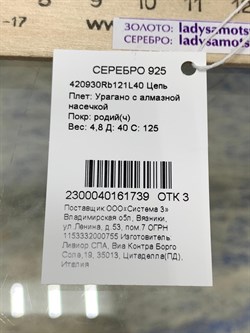 -17
ЗОЛОТО: ladysamots
СЕРЕБРО: ladysamots
СЕРЕБРО 925
420930Rb121L40 Цепь
Плет: Урагано с алмазной
насечкой
Покр: родий(ч)
Вес: 4,8 Д: 40 С: 125
2300040161739 ОТК 3
Поставщик ООО«Система 3»
Владимирская обл, Вязники,
ул.Ленина, д.53, пом.7 ОГРН
1153332000755 Изготовитель
Ливиор СПА, Виа Контра Борго
19, 35013, Цитаделла(ПД),
Италия